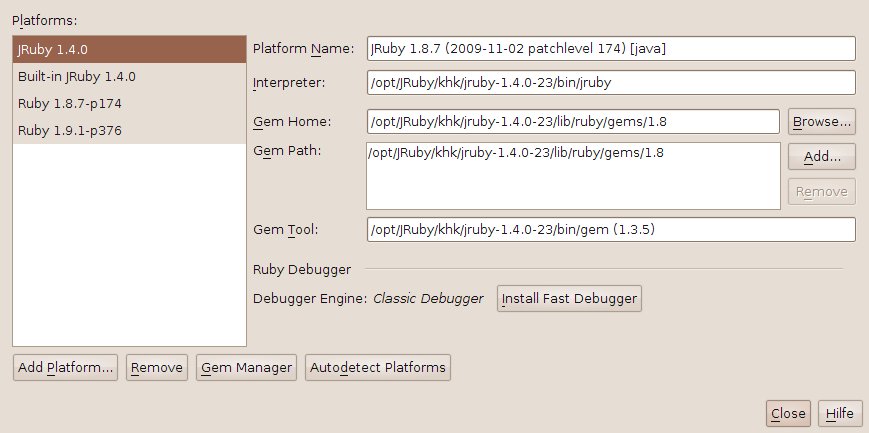 Platforms:
JRuby 1.4.0
Built-in JRuby 1.4.0
Ruby 1.8.7-p174
Ruby 1.9.1-p376
Platform Name: JRuby 1.8.7 (2009-11-02 patchlevel 174) [java]
Interpreter: /opt/JRuby/khk/jruby-1.4.0-23/bin/jruby
Gem Home: /opt/JRuby/khk/jruby-1.4.0-23/lib/ruby/gems/1.8 Browse...
Gem Path: /opt/JRuby/khk/jruby-1.4.0-23/lib/ruby/gems/1.8 Add...
Remove
Gem Tool: /opt/JRuby/khk/jruby-1.4.0-23/bin/gem (1.3.5)
Ruby Debugger
Debugger Engine: Classic Debugger Install Fast Debugger
Add Platform... Remove Gem Manager Autodetect Platforms
Close Hilfe